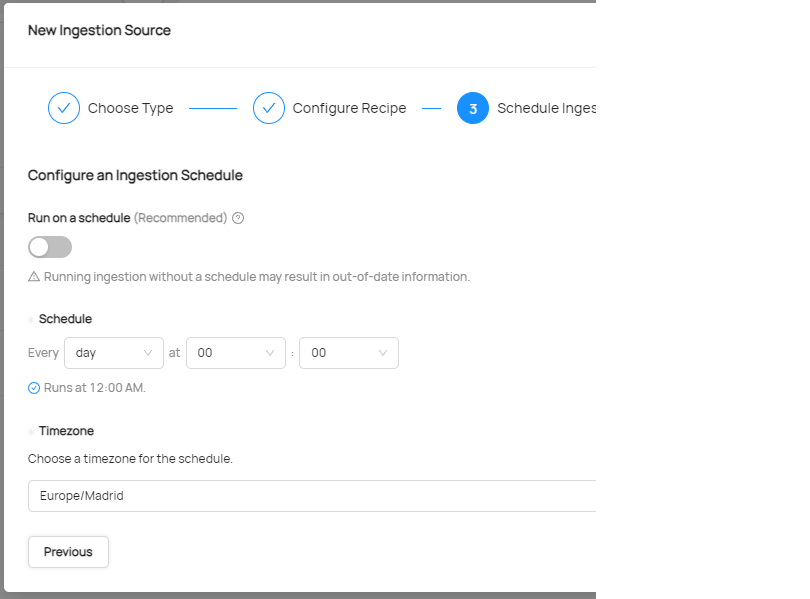 New Ingestion Source
Choose Type
Configure Recipe
3
Schedule Inges
Configure an Ingestion Schedule
Run on a schedule (Recommended)
Running ingestion without a schedule may result in out-of-date information.
Schedule
Every day at 00 : 00
Runs at 12:00 AM.
Timezone
Choose a timezone for the schedule.
Europe/Madrid
Previous